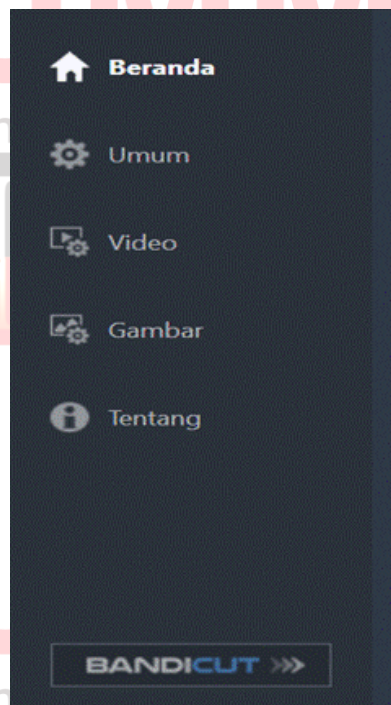 Beranda
Umum
Video
Gambar
Tentang
BANDICUT >>>